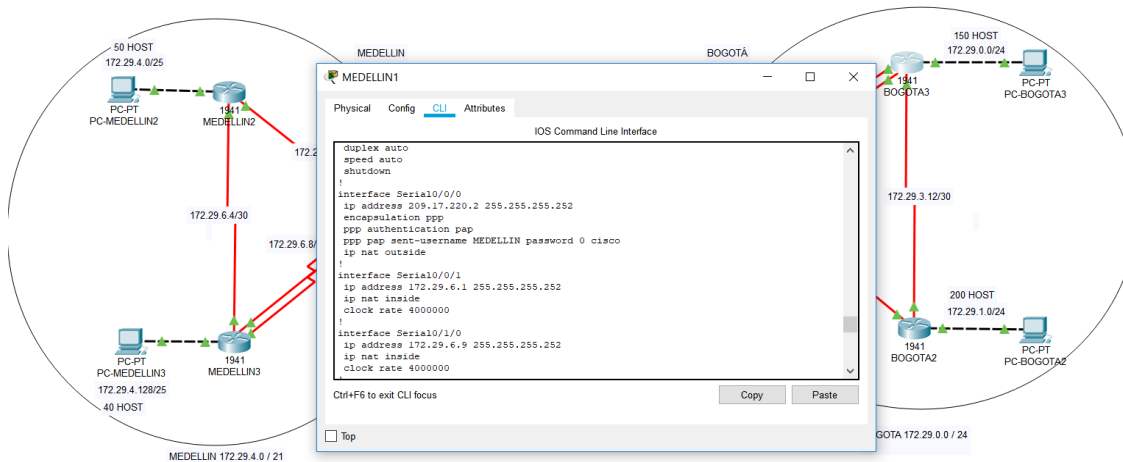 MEDELLIN
BOGOTÁ
50 HOST
172.29.4.0/25
PC-PT
PC-MEDELLIN2
1941
MEDELLIN2
172.2
172.29.6.4/30
172.29.6.8/
PC-PT
PC-MEDELLIN3
172.29.4.128/25
40 HOST
1941
MEDELLIN3
MEDELLIN 172.29.4.0 / 21
MEDELLIN1
Physical Config CLI Attributes
IOS Command Line Interface
duplex auto
speed auto
shutdown
!
interface Serial0/0/0
ip address 209.17.220.2 255.255.255.252
encapsulation ppp
ppp authentication pap
ppp pap sent-username MEDELLIN password 0 cisco
ip nat outside
!
interface Serial0/0/1
ip address 172.29.6.1 255.255.255.252
ip nat inside
clock rate 4000000
!
interface Serial0/1/0
ip address 172.29.6.9 255.255.255.252
ip nat inside
clock rate 4000000
Ctrl+F6 to exit CLI focus
Copy
Paste
Top
150 HOST
172.29.0.0/24
1941
BOGOTA3
PC-PT
PC-BOGOTA3
172.29.3.12/30
200 HOST
172.29.1.0/24
1941
BOGOTA2
PC-PT
PC-BOGOTA2
GOTA 172.29.0.0 / 24